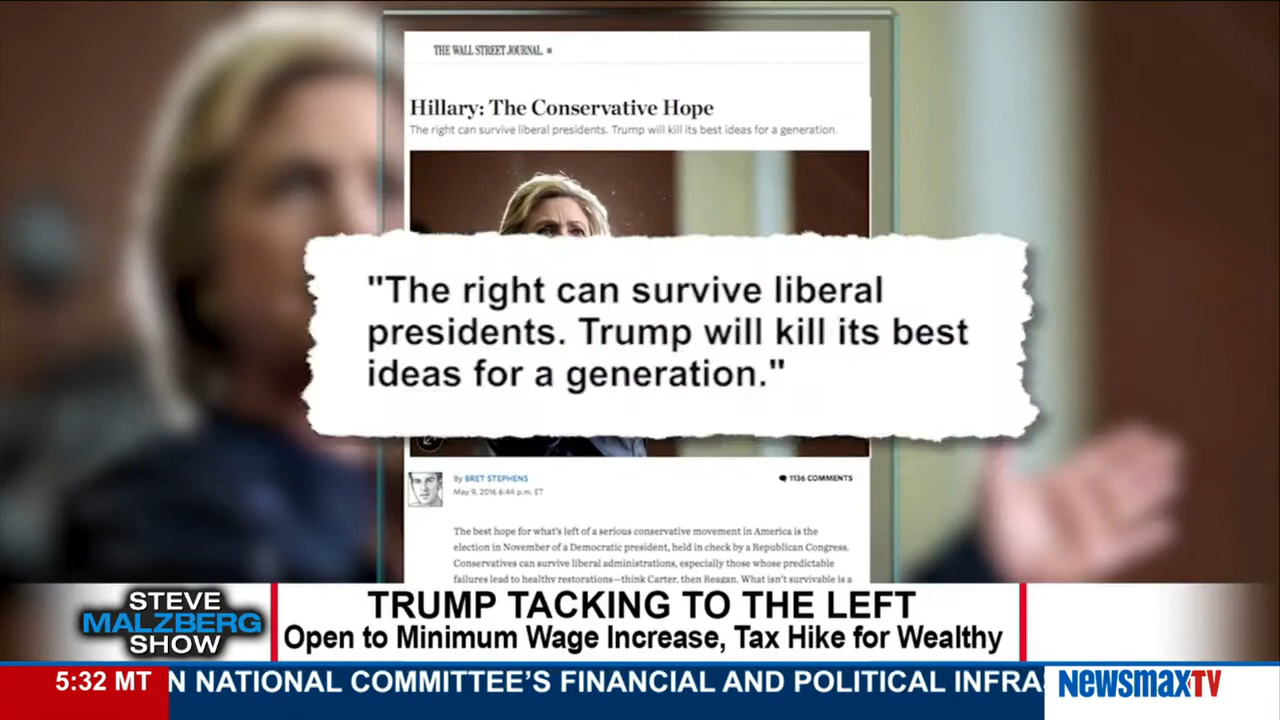 THE WALL STREET JOURNAL.
Hillary: The Conservative Hope
The right can survive liberal presidents. Trump will kill its best ideas for a generation.
"The right can survive liberal
presidents. Trump will kill its best
ideas for a generation."
By BRET STEPHENS
1136 COMMENTS
May 9, 2016 6:44 p.m. ET
The best hope for what's left of a serious conservative movement in America is the
election in November of a Democratic president, held in check by a Republican Congress.
Conservatives can survive liberal administrations, especially those whose predictable
failures lead to healthy restorations—think Carter, then Reagan. What isn't survivable is a
STEVE
MALZBERG
SHOW
TRUMP TACKING TO THE LEFT
Open to Minimum Wage Increase, Tax Hike for Wealthy
5:32 MT
N NATIONAL COMMITTEE'S FINANCIAL AND POLITICAL INFRA
NEWSMAXTV